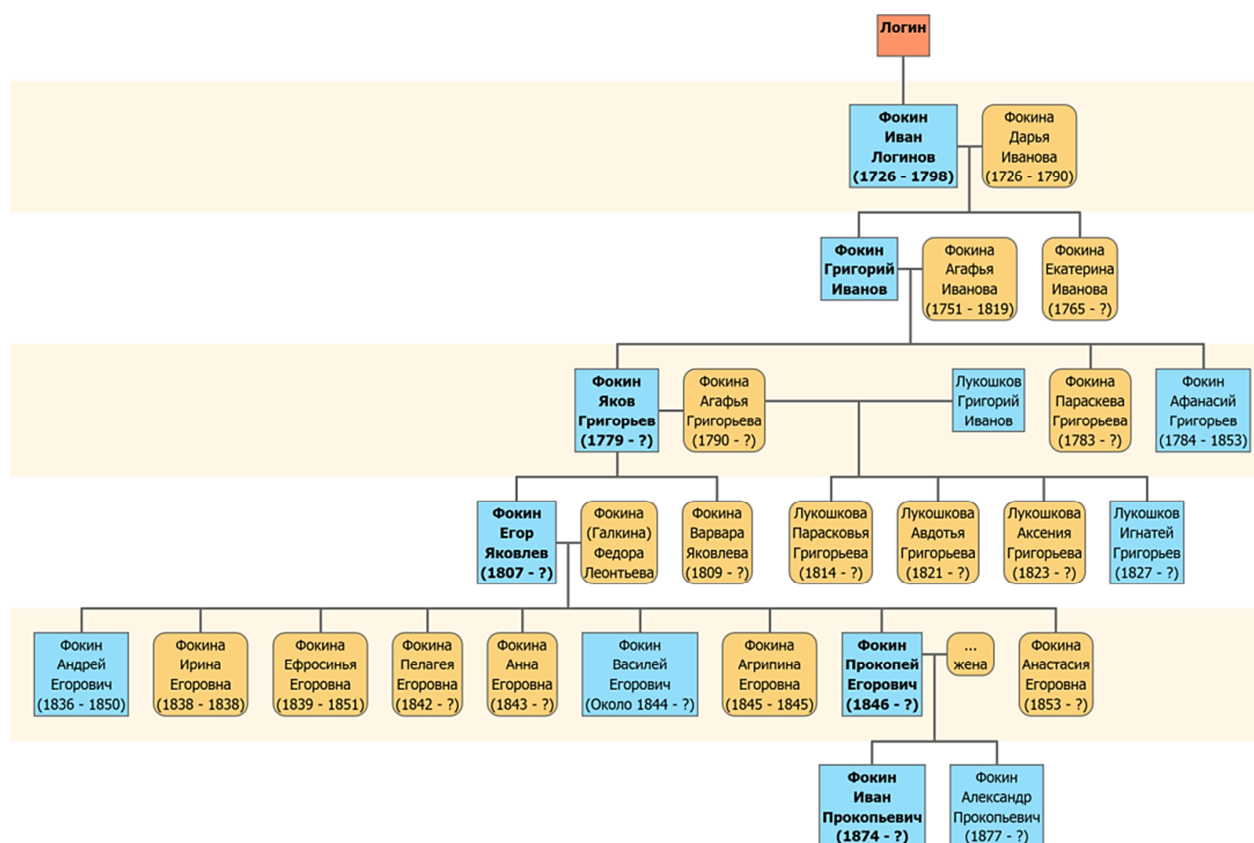 Логин
Фокин
Иван
Логинов
(1726 - 1798)
Фокина
Дарья
Иванова
(1726 - 1790)
Фокин
Григорий
Иванов
Фокина
Агафья
Иванова
(1751 - 1819)
Фокина
Екатерина
Иванова
(1765 - ?)
Фокин
Яков
Григорьев
(1779 - ?)
Фокина
Агафья
Григорьева
(1790 - ?)
Лукошков
Григорий
Иванов
Фокина
Параскева
Григорьева
(1783 - ?)
Фокин
Афанасий
Григорьев
(1784 - 1853)
Фокин
Егор
Яковлев
(1807 - ?)
Фокина
(Галкина)
Федора
Леонтьева
Фокина
Варвара
Яковлева
(1809 - ?)
Лукошкова
Парасковья
Григорьева
(1814 - ?)
Лукошкова
Авдотья
Григорьева
(1821 - ?)
Лукошкова
Аксения
Григорьева
(1823 - ?)
Лукошков
Игнатей
Григорьев
(1827 - ?)
Фокин
Андрей
Егорович
(1836 - 1850)
Фокина
Ирина
Егоровна
(1838 - 1838)
Фокина
Ефросинья
Егоровна
(1839 - 1851)
Фокина
Пелагея
Егоровна
(1842 - ?)
Фокина
Анна
Егоровна
(1843 - ?)
Фокин
Василей
Егорович
(Около 1844 - ?)
Фокина
Агрипина
Егоровна
(1845 - 1845)
Фокин
Прокопей
Егорович
(1846 - ?)
...
жена
Фокина
Анастасия
Егоровна
(1853 - ?)
Фокин
Иван
Прокопьевич
(1874 - ?)
Фокин
Александр
Прокопьевич
(1877 - ?)